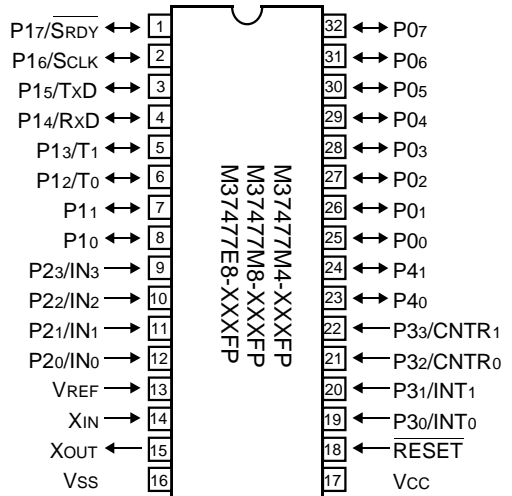 P17/SRDY 1 32 P07
P16/SCLK 2 31 P06
P15/TxD 3 30 P05
P14/RxD 4 29 P04
P13/T1 5 28 P03
P12/T0 6 27 P02
P11 7 26 P01
P10 8 25 P00
P23/IN3 9 24 P41
P22/IN2 10 23 P40
P21/IN1 11 22 P33/CNTR1
P20/IN0 12 21 P32/CNTR0
VREF 13 20 P31/INT1
XIN 14 19 P30/INT0
XOUT 15 18 RESET
VSS 16 17 VCC
M37477M4-XXXFP
M37477M8-XXXFP
M37477E8-XXXFP